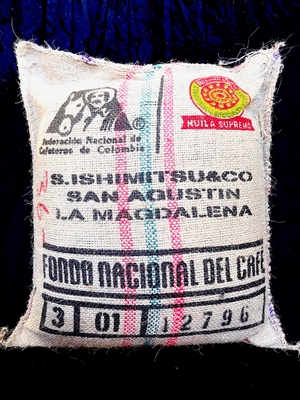 Federación Nacional de
Cafeteros de Colombia
®
HUILA SUPREMO
S.ISHIMITSU&CO
SAN AGUSTIN
LA MAGDALENA
36-
FONDO NACIONAL DEL CAFE
3 01 12796